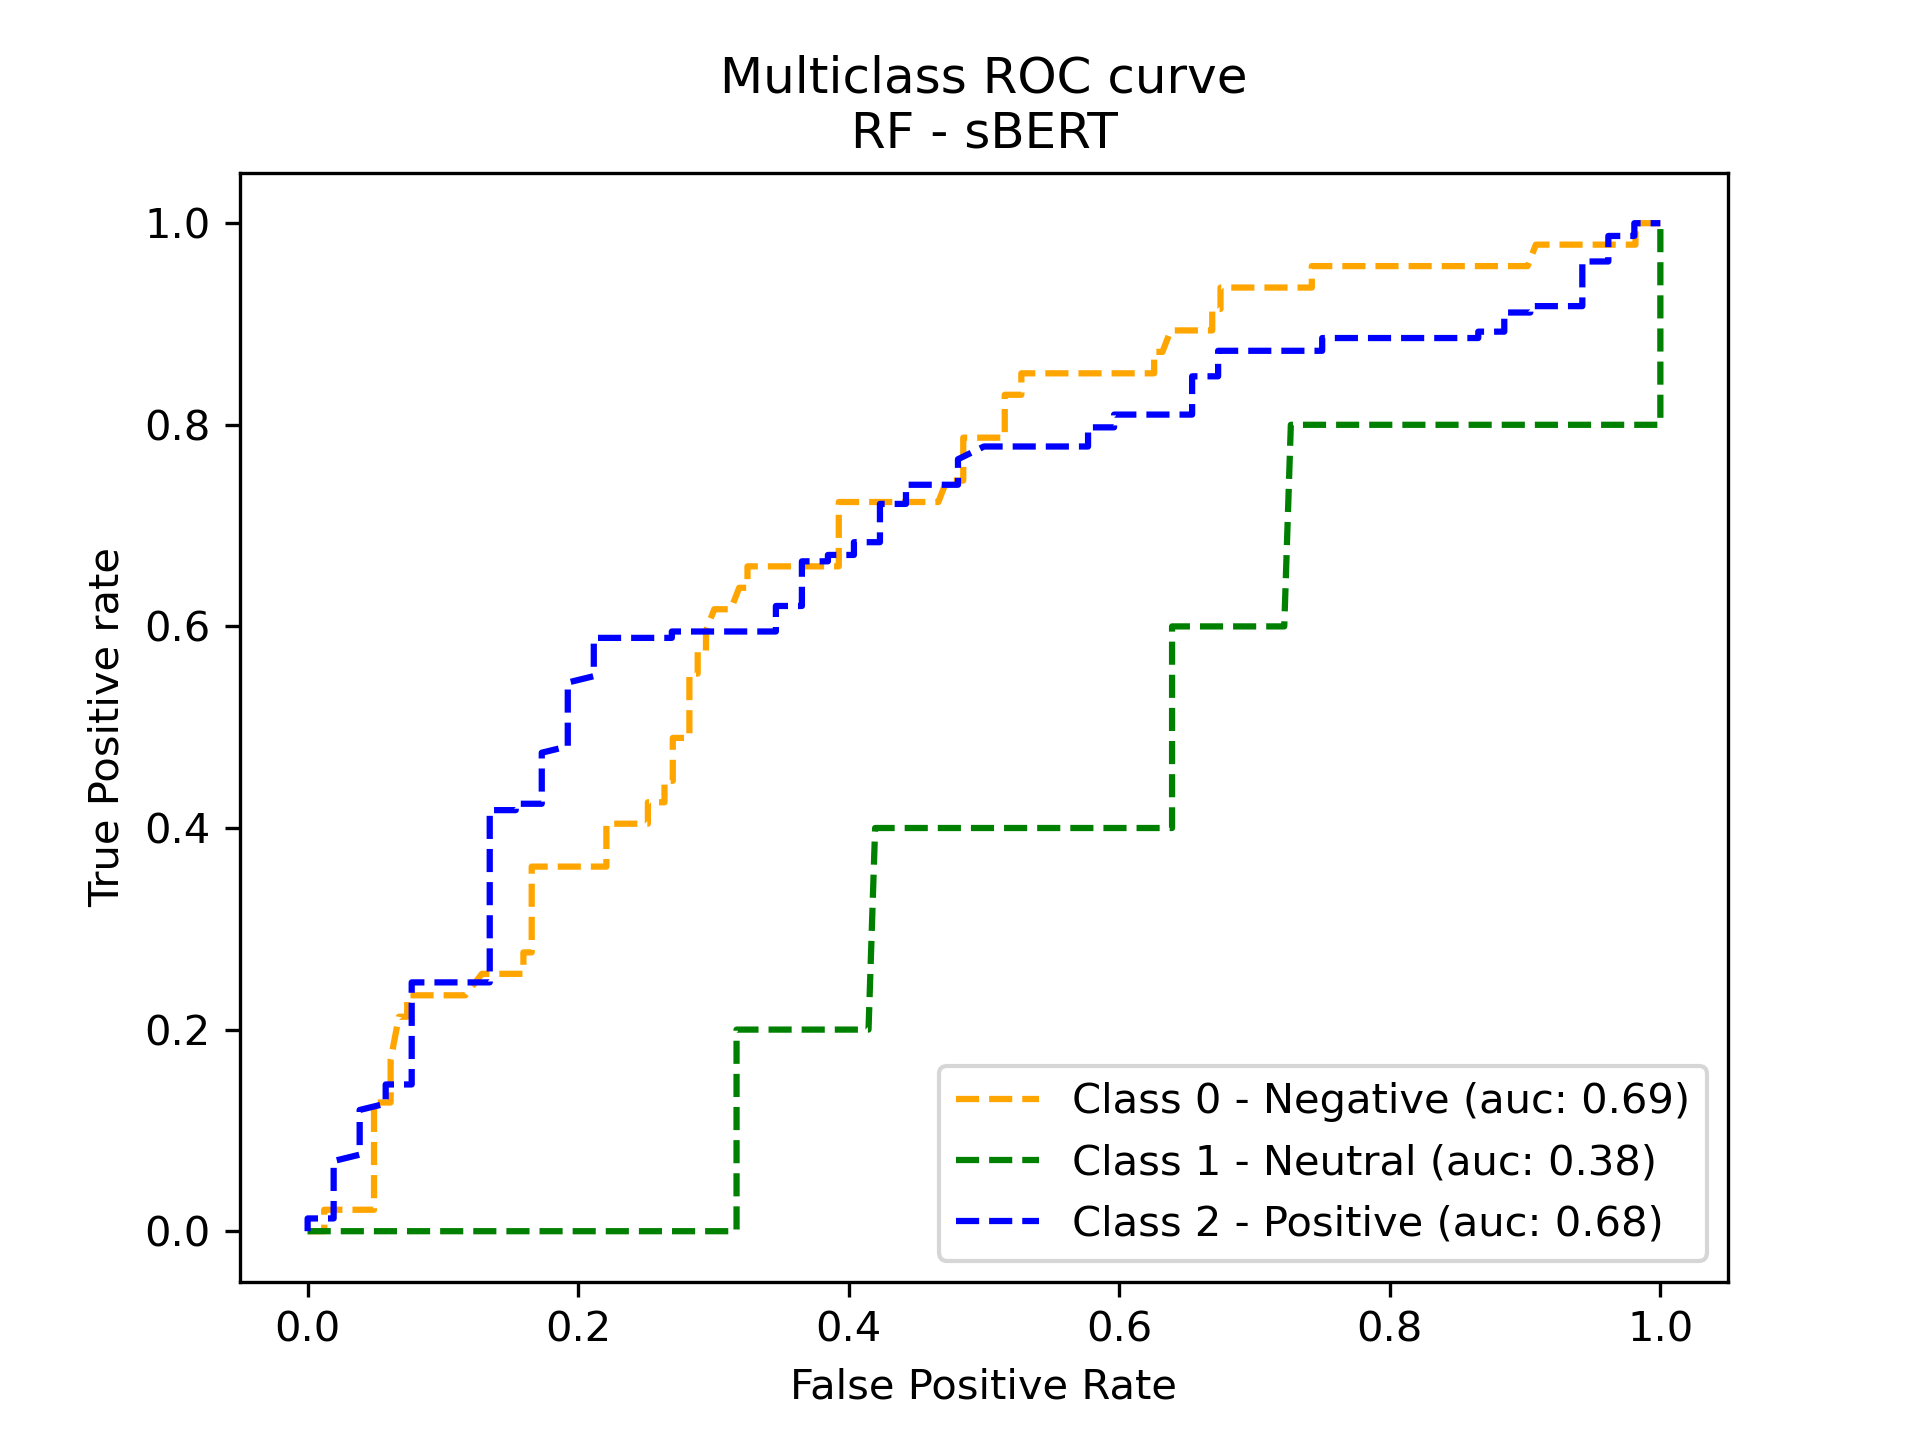 Multiclass ROC curve
RF - sBERT
True Positive rate
1.0
0.8
0.6
0.4
0.2
0.0
Class 0 - Negative (auc: 0.69)
Class 1 - Neutral (auc: 0.38)
Class 2 - Positive (auc: 0.68)
0.0 0.2 0.4 0.6 0.8 1.0
False Positive Rate